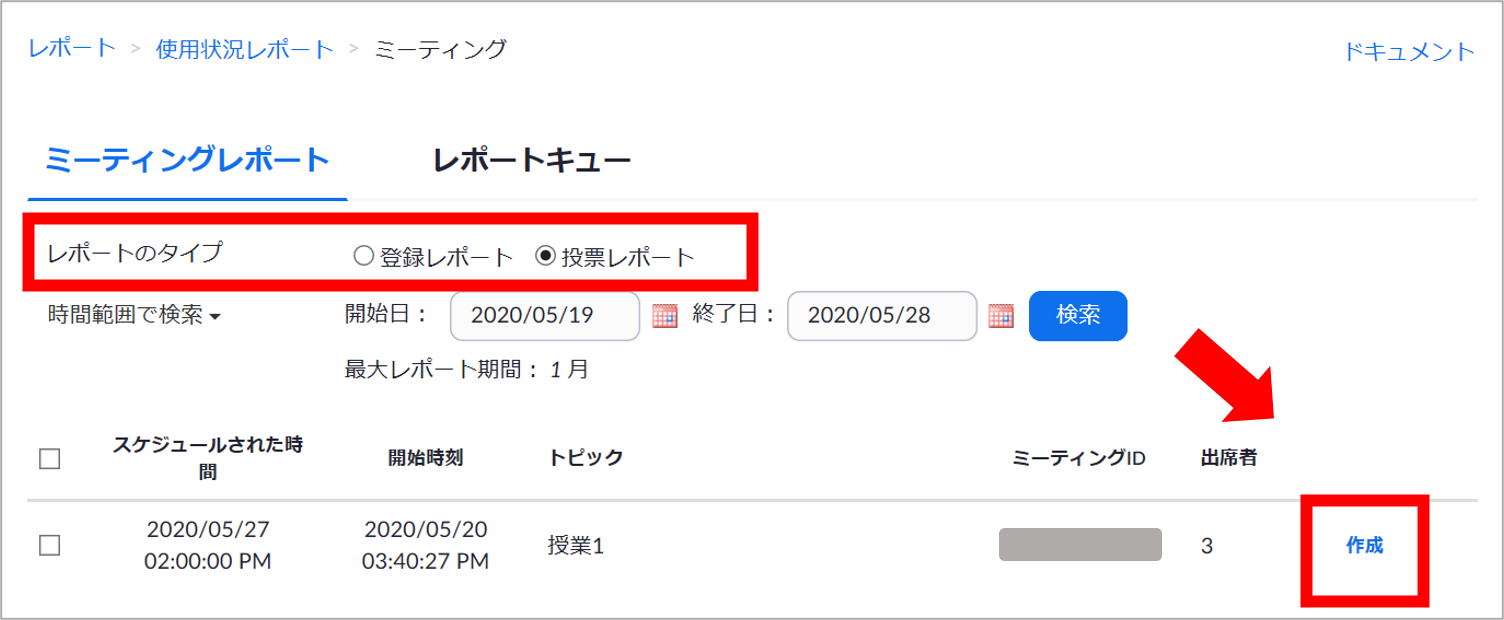 レポート > 使用状況レポート > ミーティング
ドキュメント
ミーティングレポート レポートキュー
レポートのタイプ 登録レポート 投票レポート
時間範囲で検索 開始日： 2020/05/19 終了日： 2020/05/28 検索
最大レポート期間： 1 月
スケジュールされた時
間
開始時刻 トピック ミーティングID 出席者
2020/05/27
02:00:00 PM
2020/05/20
03:40:27 PM
授業1 3 作成